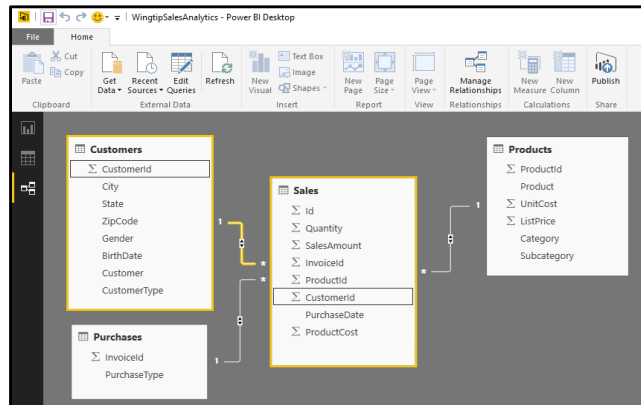 WingtipSalesAnalytics - Power BI Desktop
File
Home
Paste
Cut
Copy
Clipboard
Get Data
Recent Sources
Edit Queries
Refresh
External Data
New Visual
Text Box
Image
Shapes
Insert
New Page
Page Size
Report
Page View
View
Manage Relationships
Relationships
New Measure
New Column
Calculations
Publish
Share
Customers
Σ CustomerId
City
State
ZipCode
Gender
BirthDate
Customer
CustomerType
1
*
Sales
Σ Id
Σ Quantity
Σ SalesAmount
Σ InvoiceId
Σ ProductId
Σ CustomerId
PurchaseDate
Σ ProductCost
*
1
Products
Σ ProductId
Product
Σ UnitCost
Σ ListPrice
Category
Subcategory
Purchases
Σ InvoiceId
PurchaseType
1
*